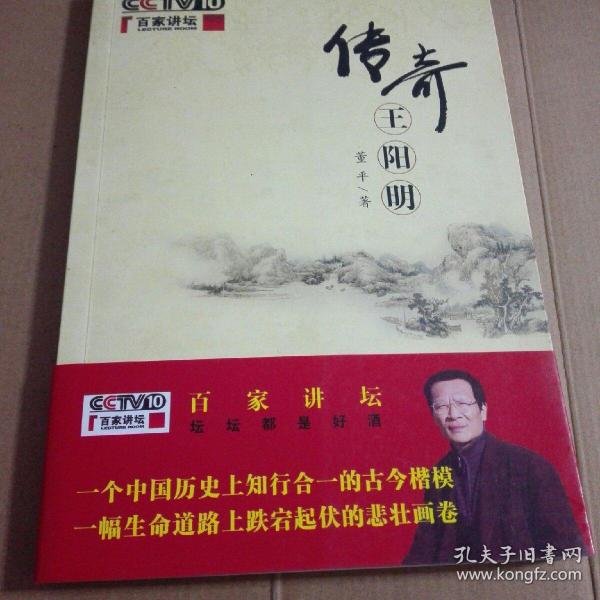 CCTV10
百家讲坛
LECTURE ROOM
传奇
王阳明
董平/著
CCTV10
百家讲坛
LECTURE ROOM
百家讲坛
坛坛都是好酒
一个中国历史上知行合一的古今楷模
一幅生命道路上跌宕起伏的悲壮画卷
孔夫子旧书网
www.kongfz.com